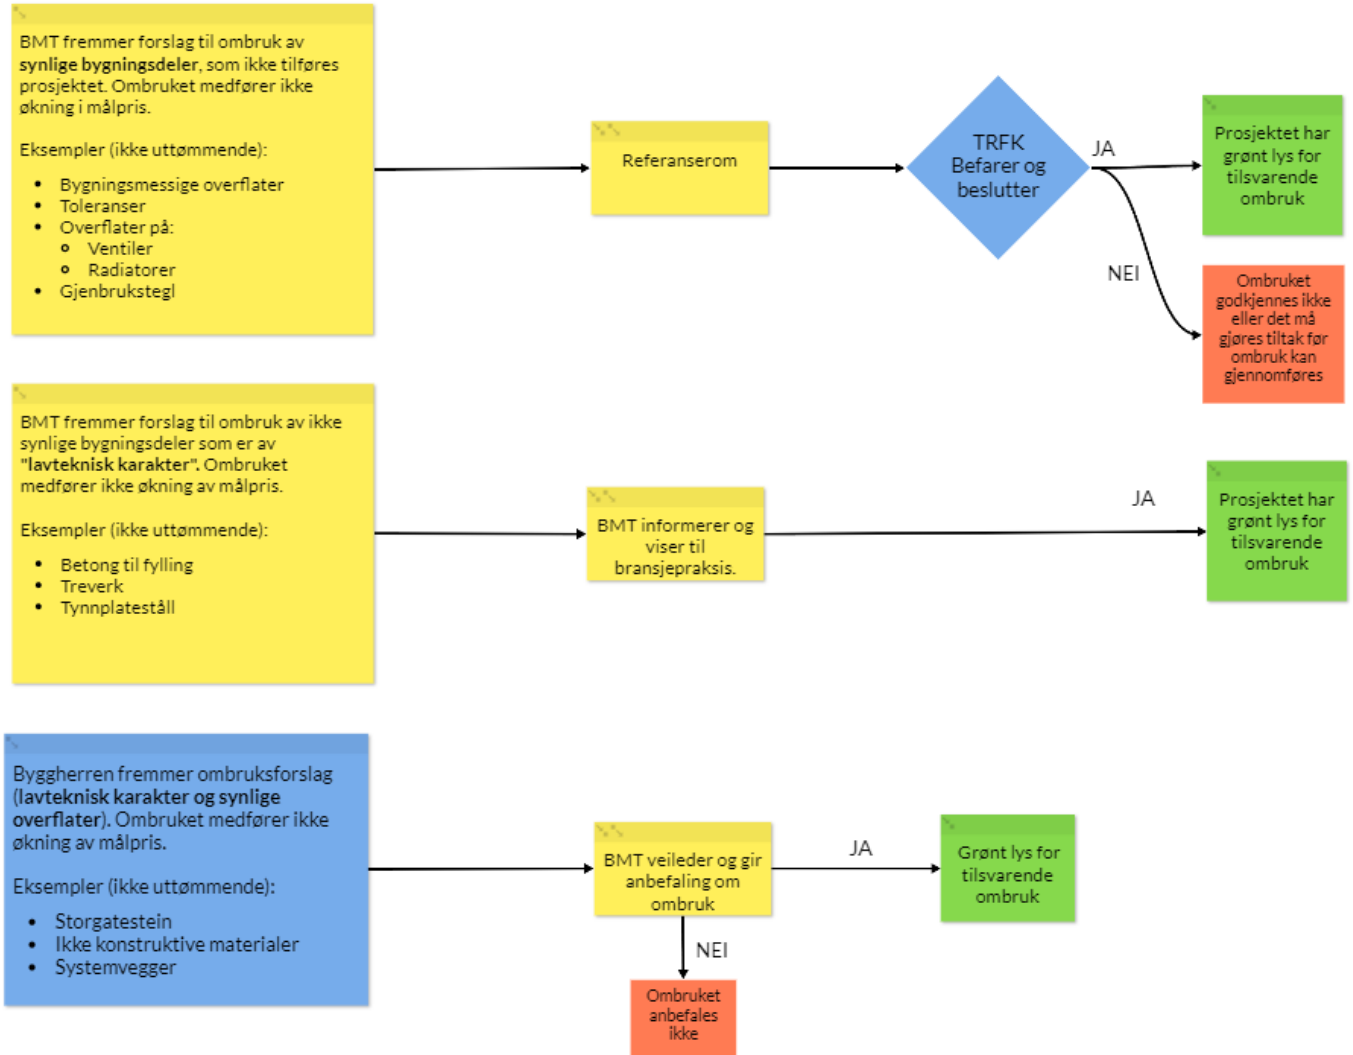 BMT fremmer forslag til ombruk av
synlige bygningsdeler, som ikke tilføres
prosjektet. Ombruket medfører ikke
økning i målpris.
Eksempler (ikke uttømmende):
• Bygningsmessige overflater
• Toleranser
• Overflater på:
o Ventiler
o Radiatorer
• Gjenbrukstegl
Referanserom
TRFK
Befarer og
beslutter
JA
Prosjektet har
grønt lys for
tilsvarende
ombruk
NEI
Ombruket
godkjennes ikke
eller det må
gjøres tiltak før
ombruk kan
gjennomføres
BMT fremmer forslag til ombruk av ikke
synlige bygningsdeler som er av
"lavteknisk karakter". Ombruket
medfører ikke økning av målpris.
Eksempler (ikke uttømmende):
• Betong til fylling
• Treverk
• Tynnplateståll
BMT informerer og
viser til
bransjepraksis.
JA
Prosjektet har
grønt lys for
tilsvarende
ombruk
Byggherren fremmer ombruksforslag
(lavteknisk karakter og synlige
overflater). Ombruket medfører ikke
økning av målpris.
Eksempler (ikke uttømmende):
• Storgatestein
• Ikke konstruktive materialer
• Systemvegger
BMT veileder og gir
anbefaling om
ombruk
JA
Grønt lys for
tilsvarende
ombruk
NEI
Ombruket
anbefales
ikke